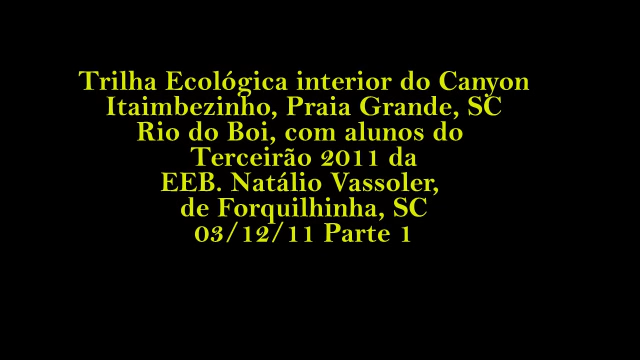 Trilha Ecológica interior do Canyon
Itaimbezinho, Praia Grande, SC
Rio do Boi, com alunos do
Terceirão 2011 da
EEB. Natálio Vassoler,
de Forquilhinha, SC
03/12/11 Parte 1